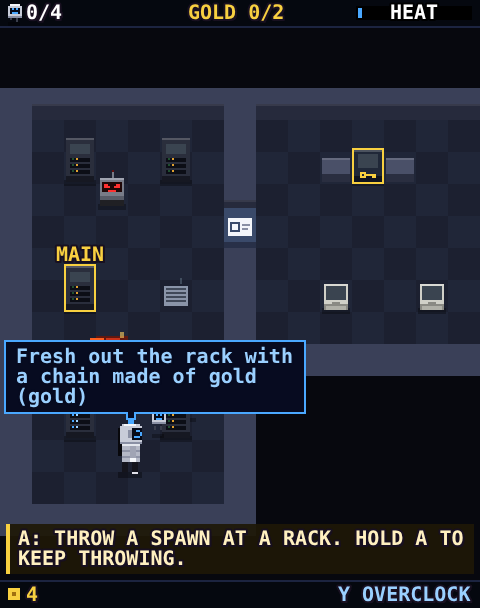 0/4
GOLD 0/2
HEAT
MAIN
Fresh out the rack with
a chain made of gold
(gold)
A: THROW A SPAWN AT A RACK. HOLD A TO
KEEP THROWING.
4
Y OVERCLOCK